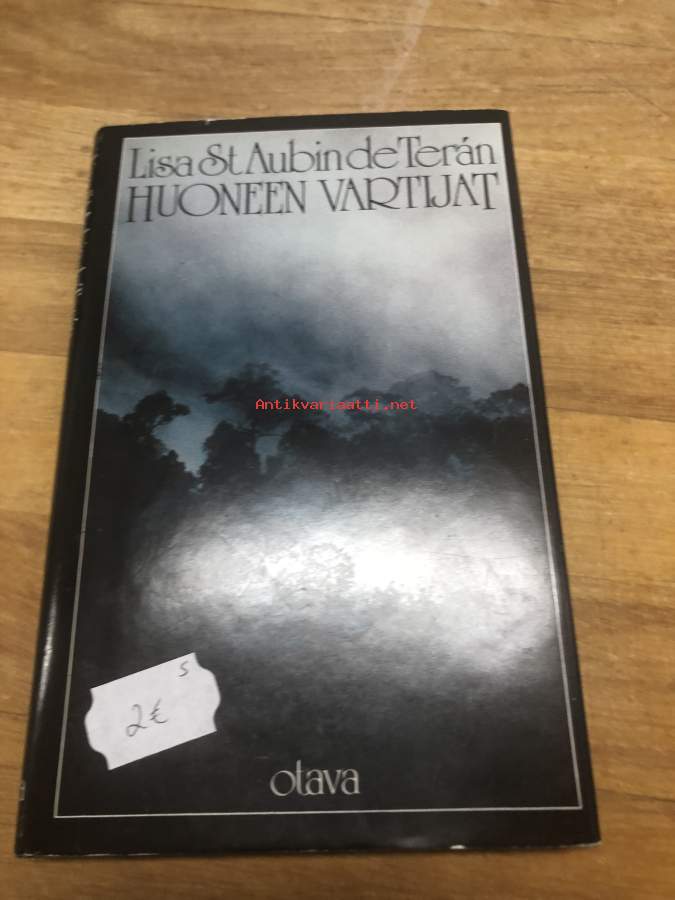 Lisa St Aubin de Terán
HUONEEN VARTIJAT
Antikvariaatti.net
s
2€
otava